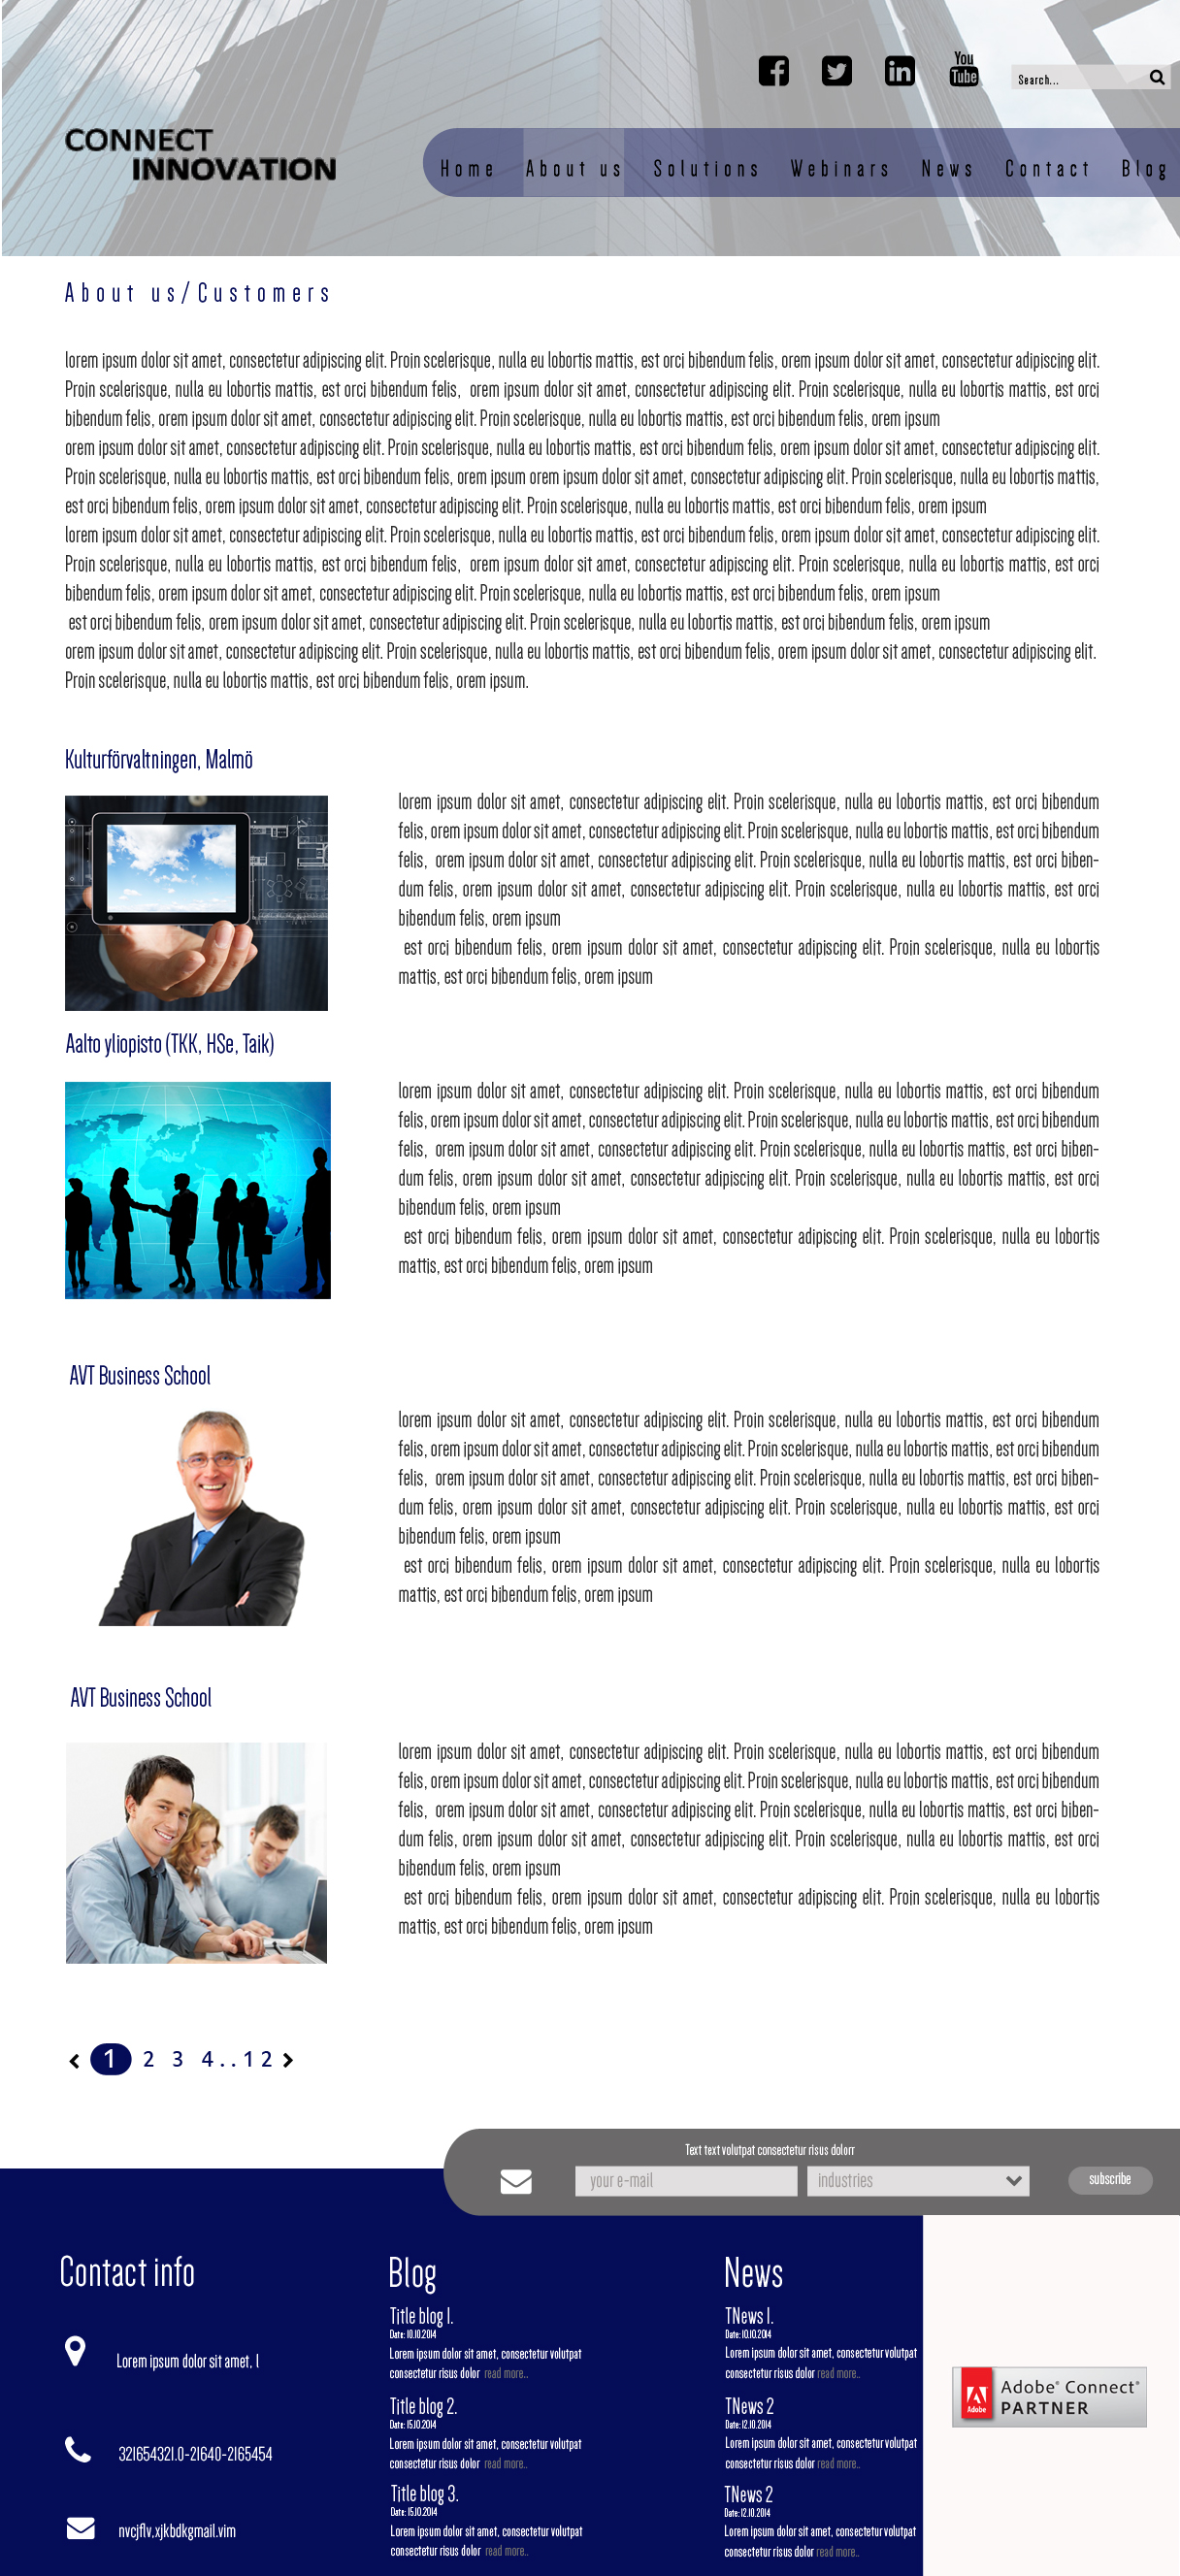 You
Tube
Search...
CONNECT
INNOVATION
Home About us Solutions Webinars News Contact Blog
About us/Customers
lorem ipsum dolor sit amet, consectetur adipiscing elit. Proin scelerisque, nulla eu lobortis mattis, est orci bibendum felis, orem ipsum dolor sit amet, consectetur adipiscing elit.
Proin scelerisque, nulla eu lobortis mattis, est orci bibendum felis, orem ipsum dolor sit amet, consectetur adipiscing elit. Proin scelerisque, nulla eu lobortis mattis, est orci
bibendum felis, orem ipsum dolor sit amet, consectetur adipiscing elit. Proin scelerisque, nulla eu lobortis mattis, est orci bibendum felis, orem ipsum
orem ipsum dolor sit amet, consectetur adipiscing elit. Proin scelerisque, nulla eu lobortis mattis, est orci bibendum felis, orem ipsum dolor sit amet, consectetur adipiscing elit.
Proin scelerisque, nulla eu lobortis mattis, est orci bibendum felis, orem ipsum orem ipsum dolor sit amet, consectetur adipiscing elit. Proin scelerisque, nulla eu lobortis mattis,
est orci bibendum felis, orem ipsum dolor sit amet, consectetur adipiscing elit. Proin scelerisque, nulla eu lobortis mattis, est orci bibendum felis, orem ipsum
lorem ipsum dolor sit amet, consectetur adipiscing elit. Proin scelerisque, nulla eu lobortis mattis, est orci bibendum felis, orem ipsum dolor sit amet, consectetur adipiscing elit.
Proin scelerisque, nulla eu lobortis mattis, est orci bibendum felis, orem ipsum dolor sit amet, consectetur adipiscing elit. Proin scelerisque, nulla eu lobortis mattis, est orci
bibendum felis, orem ipsum dolor sit amet, consectetur adipiscing elit. Proin scelerisque, nulla eu lobortis mattis, est orci bibendum felis, orem ipsum
est orci bibendum felis, orem ipsum dolor sit amet, consectetur adipiscing elit. Proin scelerisque, nulla eu lobortis mattis, est orci bibendum felis, orem ipsum
orem ipsum dolor sit amet, consectetur adipiscing elit. Proin scelerisque, nulla eu lobortis mattis, est orci bibendum felis, orem ipsum dolor sit amet, consectetur adipiscing elit.
Proin scelerisque, nulla eu lobortis mattis, est orci bibendum felis, orem ipsum.
Kulturförvaltningen, Malmö
lorem ipsum dolor sit amet, consectetur adipiscing elit. Proin scelerisque, nulla eu lobortis mattis, est orci bibendum
felis, orem ipsum dolor sit amet, consectetur adipiscing elit. Proin scelerisque, nulla eu lobortis mattis, est orci bibendum
felis, orem ipsum dolor sit amet, consectetur adipiscing elit. Proin scelerisque, nulla eu lobortis mattis, est orci biben-
dum felis, orem ipsum dolor sit amet, consectetur adipiscing elit. Proin scelerisque, nulla eu lobortis mattis, est orci
bibendum felis, orem ipsum
est orci bibendum felis, orem ipsum dolor sit amet, consectetur adipiscing elit. Proin scelerisque, nulla eu lobortis
mattis, est orci bibendum felis, orem ipsum
Aalto yliopisto (TKK, HSe, Taik)
lorem ipsum dolor sit amet, consectetur adipiscing elit. Proin scelerisque, nulla eu lobortis mattis, est orci bibendum
felis, orem ipsum dolor sit amet, consectetur adipiscing elit. Proin scelerisque, nulla eu lobortis mattis, est orci bibendum
felis, orem ipsum dolor sit amet, consectetur adipiscing elit. Proin scelerisque, nulla eu lobortis mattis, est orci biben-
dum felis, orem ipsum dolor sit amet, consectetur adipiscing elit. Proin scelerisque, nulla eu lobortis mattis, est orci
bibendum felis, orem ipsum
est orci bibendum felis, orem ipsum dolor sit amet, consectetur adipiscing elit. Proin scelerisque, nulla eu lobortis
mattis, est orci bibendum felis, orem ipsum
AVT Business School
lorem ipsum dolor sit amet, consectetur adipiscing elit. Proin scelerisque, nulla eu lobortis mattis, est orci bibendum
felis, orem ipsum dolor sit amet, consectetur adipiscing elit. Proin scelerisque, nulla eu lobortis mattis, est orci bibendum
felis, orem ipsum dolor sit amet, consectetur adipiscing elit. Proin scelerisque, nulla eu lobortis mattis, est orci biben-
dum felis, orem ipsum dolor sit amet, consectetur adipiscing elit. Proin scelerisque, nulla eu lobortis mattis, est orci
bibendum felis, orem ipsum
est orci bibendum felis, orem ipsum dolor sit amet, consectetur adipiscing elit. Proin scelerisque, nulla eu lobortis
mattis, est orci bibendum felis, orem ipsum
AVT Business School
lorem ipsum dolor sit amet, consectetur adipiscing elit. Proin scelerisque, nulla eu lobortis mattis, est orci bibendum
felis, orem ipsum dolor sit amet, consectetur adipiscing elit. Proin scelerisque, nulla eu lobortis mattis, est orci bibendum
felis, orem ipsum dolor sit amet, consectetur adipiscing elit. Proin scelerisque, nulla eu lobortis mattis, est orci biben-
dum felis, orem ipsum dolor sit amet, consectetur adipiscing elit. Proin scelerisque, nulla eu lobortis mattis, est orci
bibendum felis, orem ipsum
est orci bibendum felis, orem ipsum dolor sit amet, consectetur adipiscing elit. Proin scelerisque, nulla eu lobortis
mattis, est orci bibendum felis, orem ipsum
1 2 3 4..12
Text text volutpat consectetur risus dolorr
your e-mail industries subscribe
Contact info
Lorem ipsum dolor sit amet, 1
321654321.0-21640-2165454
nvcjflv.xjkbdkgmail.vim
Blog
Title blog 1.
Date: 10.10.2014
Lorem ipsum dolor sit amet, consectetur volutpat
consectetur risus dolor read more..
Title blog 2.
Date: 15.10.2014
Lorem ipsum dolor sit amet, consectetur volutpat
consectetur risus dolor read more..
Title blog 3.
Date: 15.10.2014
Lorem ipsum dolor sit amet, consectetur volutpat
consectetur risus dolor read more..
News
TNews 1.
Date: 10.10.2014
Lorem ipsum dolor sit amet, consectetur volutpat
consectetur risus dolor read more..
TNews 2
Date: 12.10.2014
Lorem ipsum dolor sit amet, consectetur volutpat
consectetur risus dolor read more..
TNews 2
Date: 12.10.2014
Lorem ipsum dolor sit amet, consectetur volutpat
consectetur risus dolor read more..
Adobe
Adobe® Connect®
PARTNER